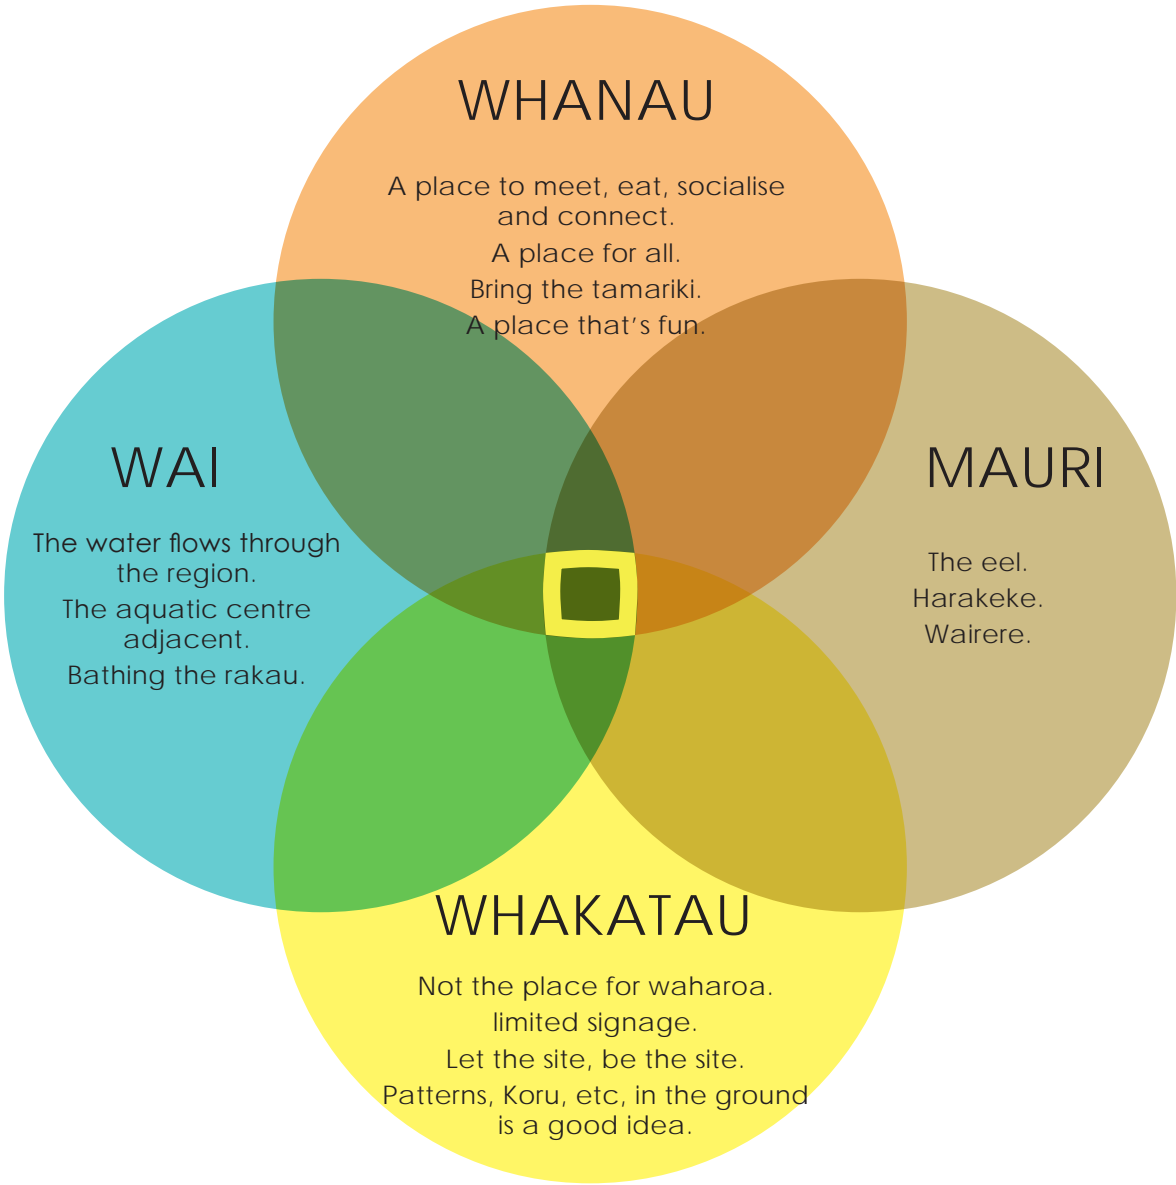 WHANAU
A place to meet, eat, socialise
and connect.
A place for all.
Bring the tamariki.
A place that's fun.
WAI
The water flows through
the region.
The aquatic centre
adjacent.
Bathing the rakau.
MAURI
The eel.
Harakeke.
Wairere.
WHAKATAU
Not the place for waharoa.
limited signage.
Let the site, be the site.
Patterns, Koru, etc, in the ground
is a good idea.